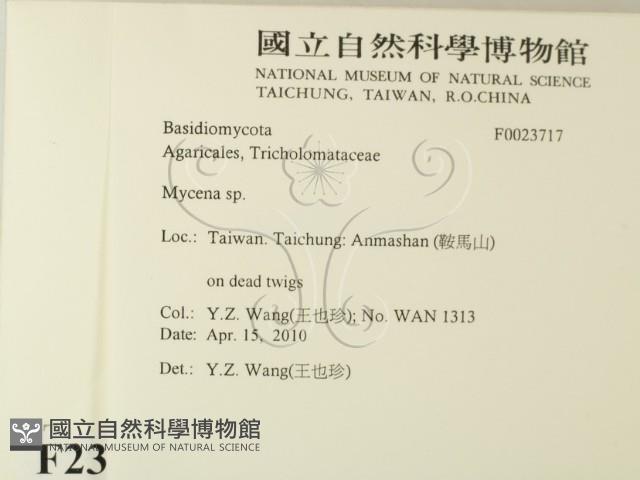 國立自然科學博物館
NATIONAL MUSEUM OF NATURAL SCIENCE
TAICHUNG, TAIWAN, R.O.CHINA
Basidiomycota F0023717
Agaricales, Tricholomataceae
Mycena sp.
Loc.: Taiwan. Taichung: Anmashan (鞍馬山)
on dead twigs
Col.: Y.Z. Wang(王也珍); No. WAN 1313
Date: Apr. 15, 2010
Det.: Y.Z. Wang(王也珍)
國立自然科學博物館
NATIONAL MUSEUM OF NATURAL SCIENCE
F23